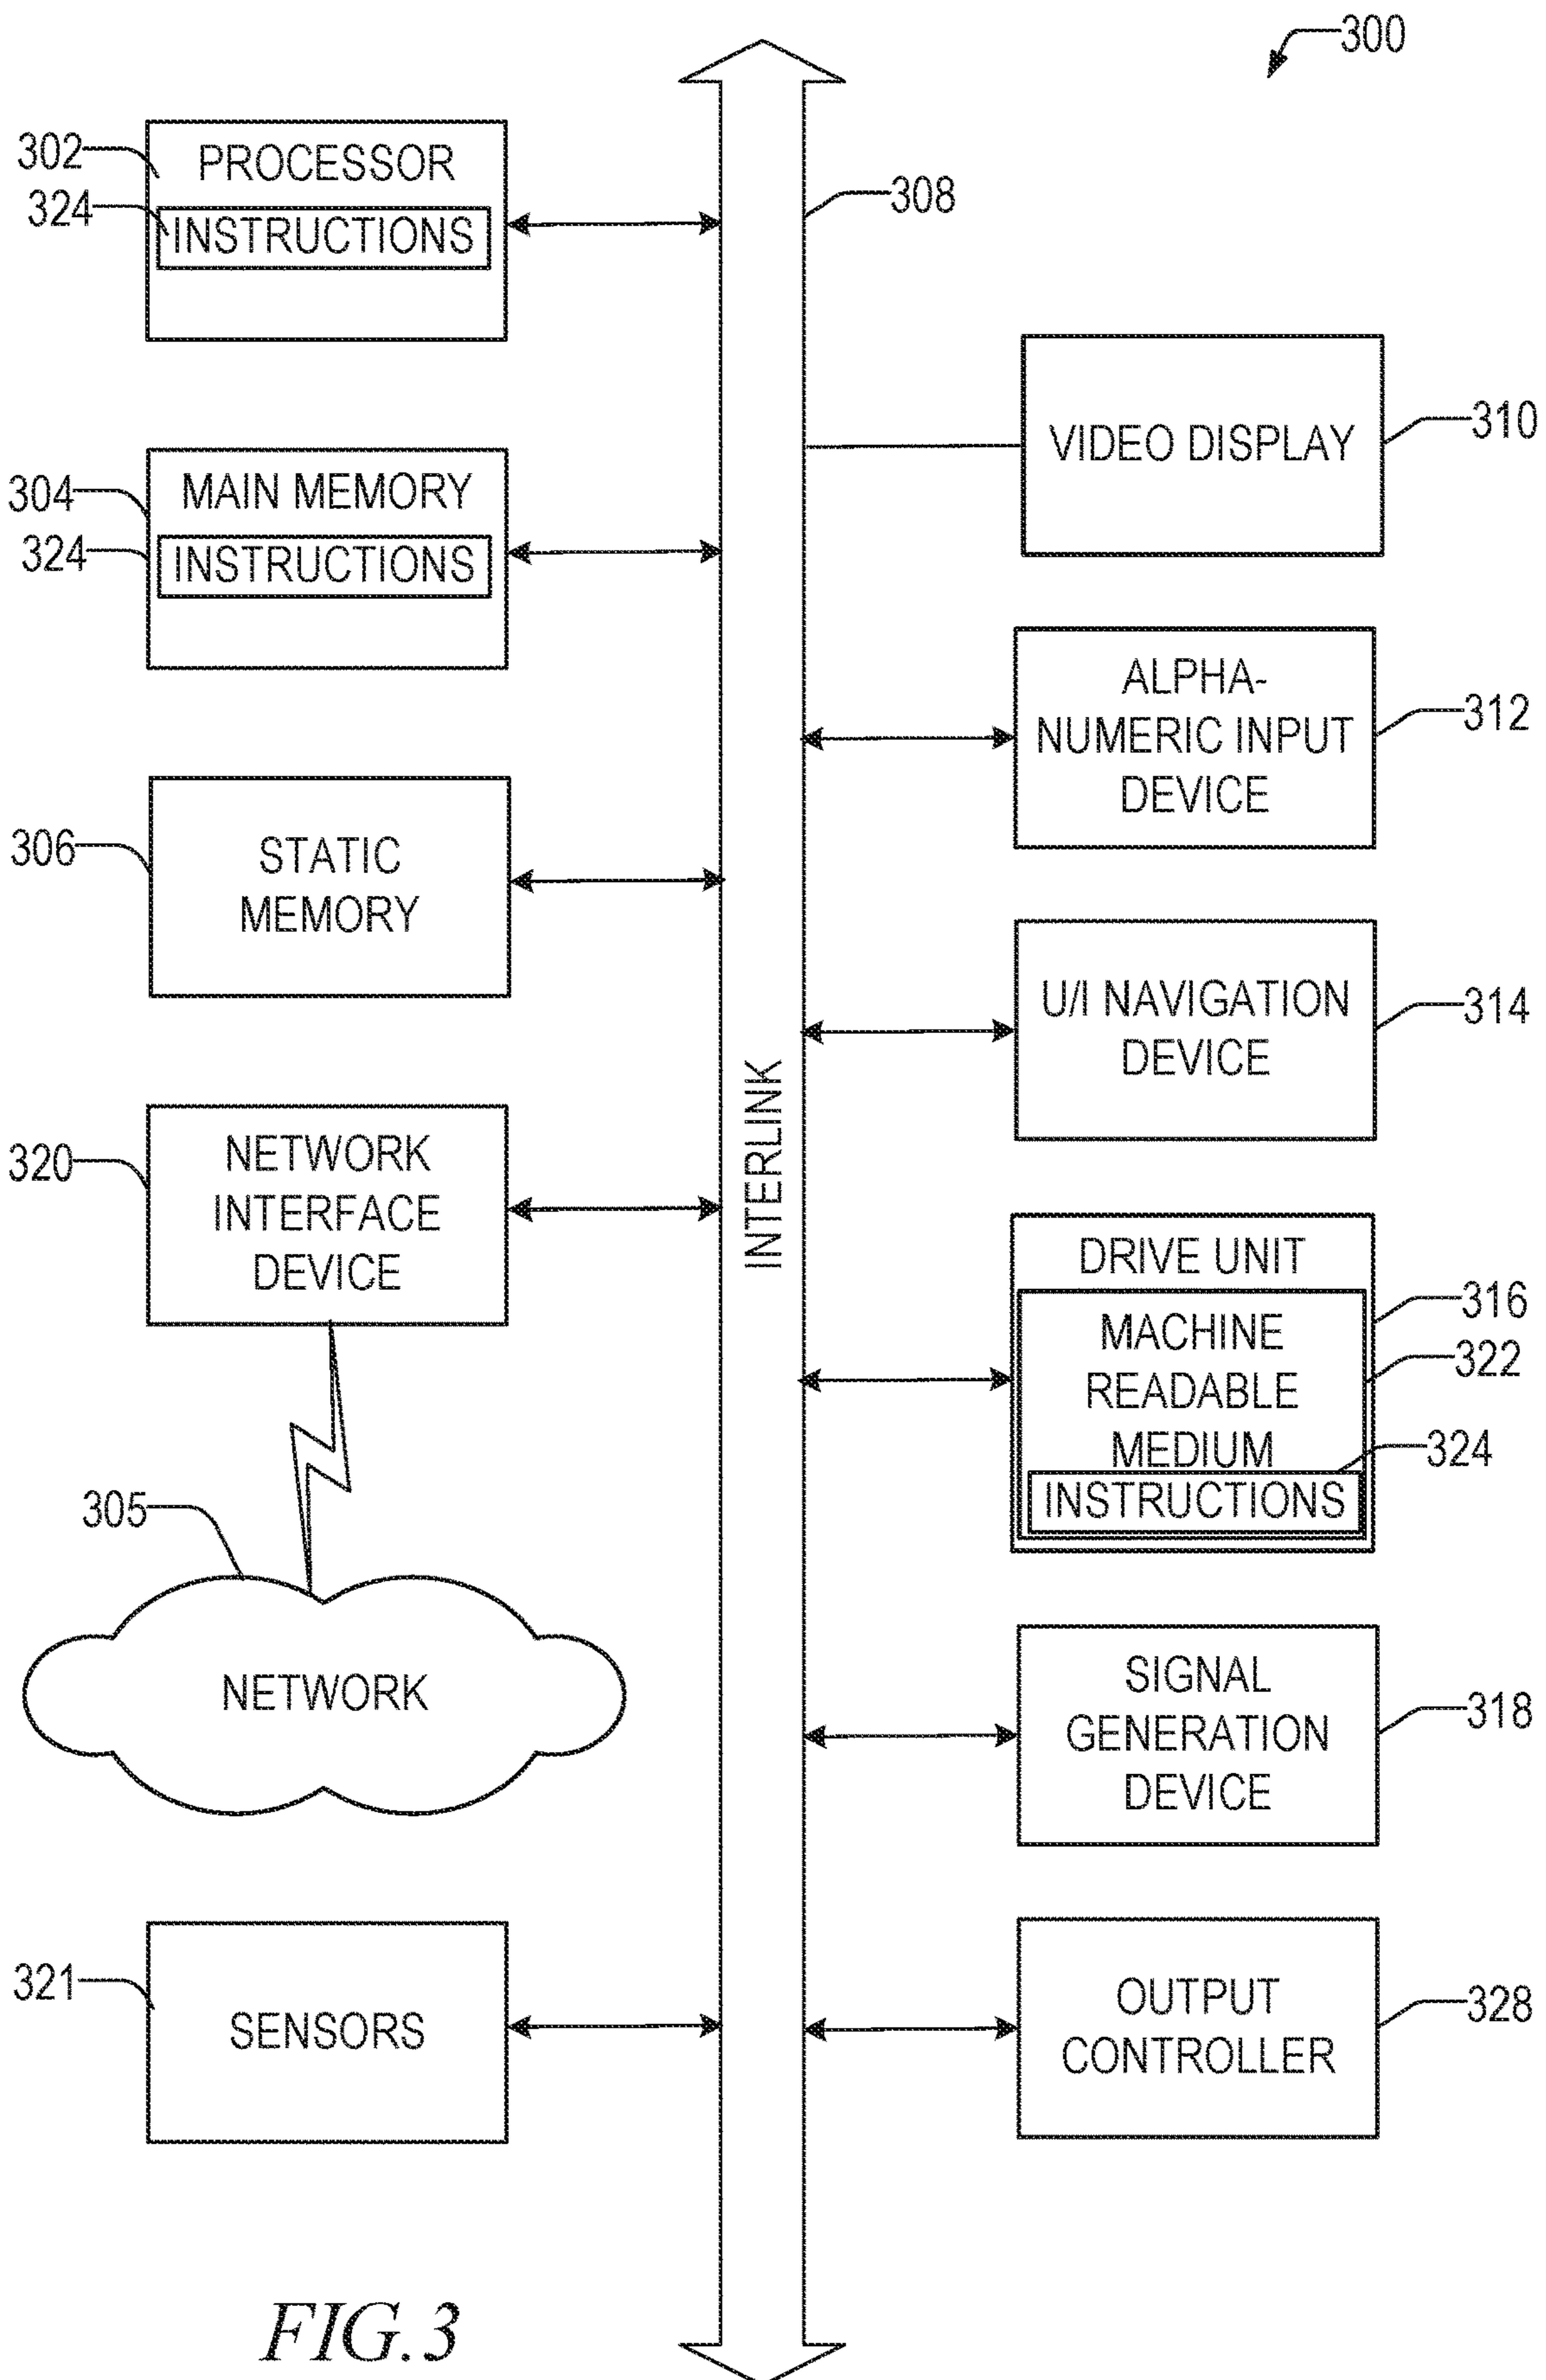 300
302
PROCESSOR
324
INSTRUCTIONS
304
MAIN MEMORY
324
INSTRUCTIONS
306
STATIC
MEMORY
320
NETWORK
INTERFACE
DEVICE
305
NETWORK
321
SENSORS
308
INTERLINK
VIDEO DISPLAY
310
ALPHA-
NUMERIC INPUT
DEVICE
312
U/I NAVIGATION
DEVICE
314
DRIVE UNIT
316
MACHINE
READABLE
MEDIUM
322
324
INSTRUCTIONS
SIGNAL
GENERATION
DEVICE
318
OUTPUT
CONTROLLER
328
FIG. 3